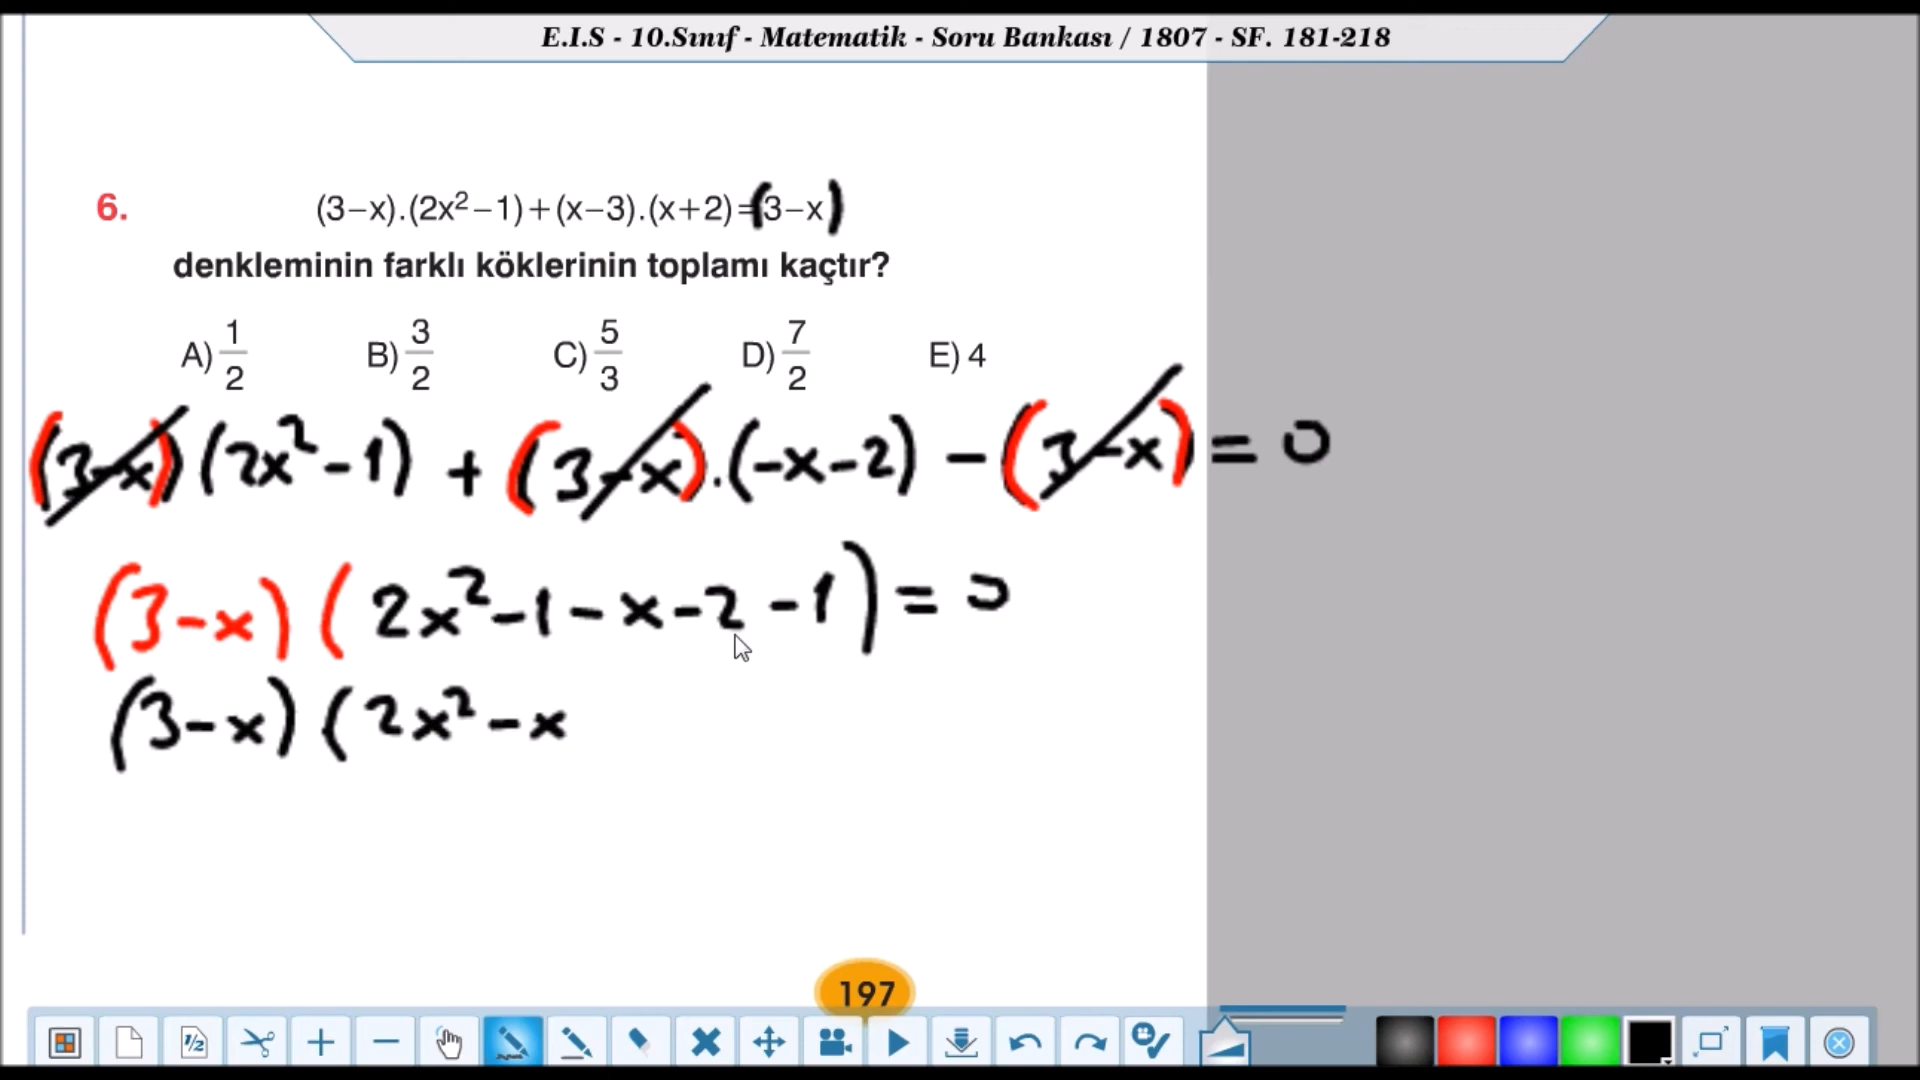 E.I.S - 10.Sınıf - Matematik - Soru Bankası / 1807 - SF. 181-218
6. (3−x).(2x²−1)+(x−3).(x+2)=(3−x)
denkleminin farklı köklerinin toplamı kaçtır?
A) 1/2 B) 3/2 C) 5/3 D) 7/2 E) 4
(3-x)(2x²-1) + (3-x).(-x-2) - (3-x) = 0
(3-x)(2x²-1-x-2-1) = 0
(3-x)(2x²-x
197
1/2